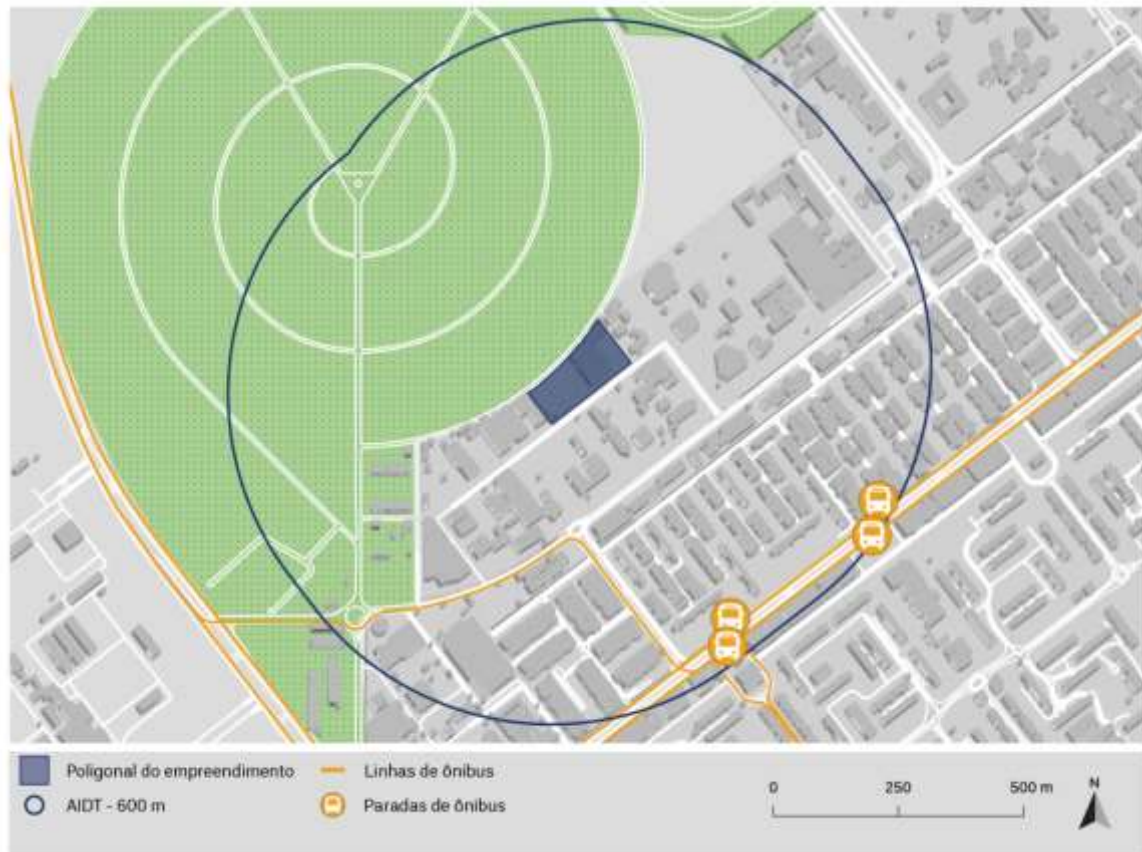 N
Poligonal do empreendimento
Linhas de ônibus
0 250 500 m
AIDT - 600 m
Paradas de ônibus